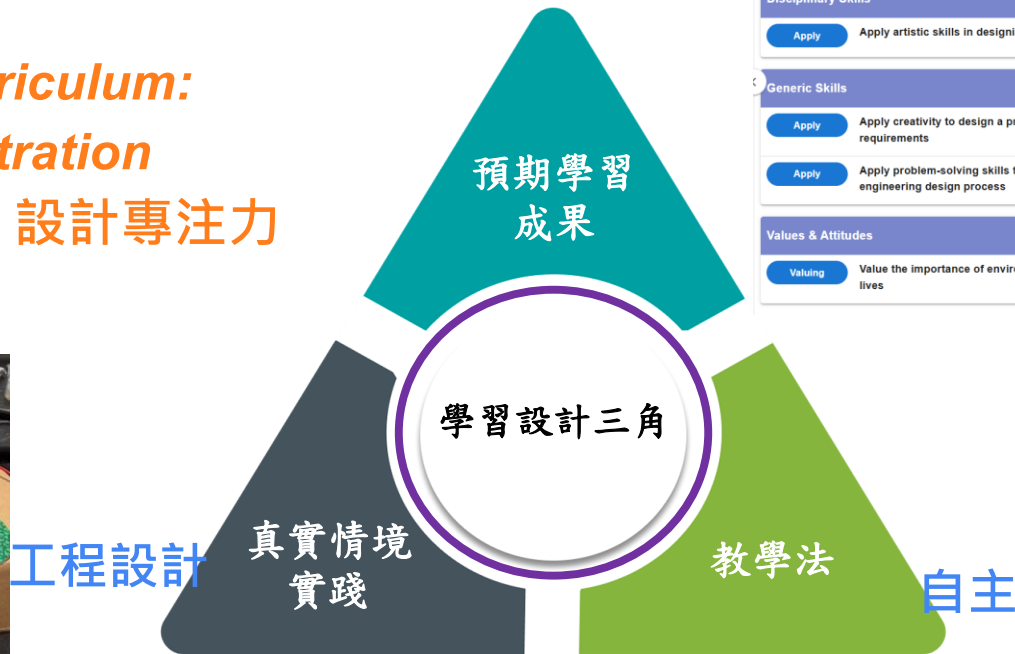 riculum:
tration
設計專注力
Disciplinary Skills
Apply
Apply artistic skills in designi
Generic Skills
Apply
Apply creativity to design a pr
requirements
Apply
Apply problem-solving skills t
engineering design process
Values & Attitudes
Valuing
Value the importance of envir
lives
預期學習
成果
學習設計三角
真實情境
實踐
工程設計
教學法
自主